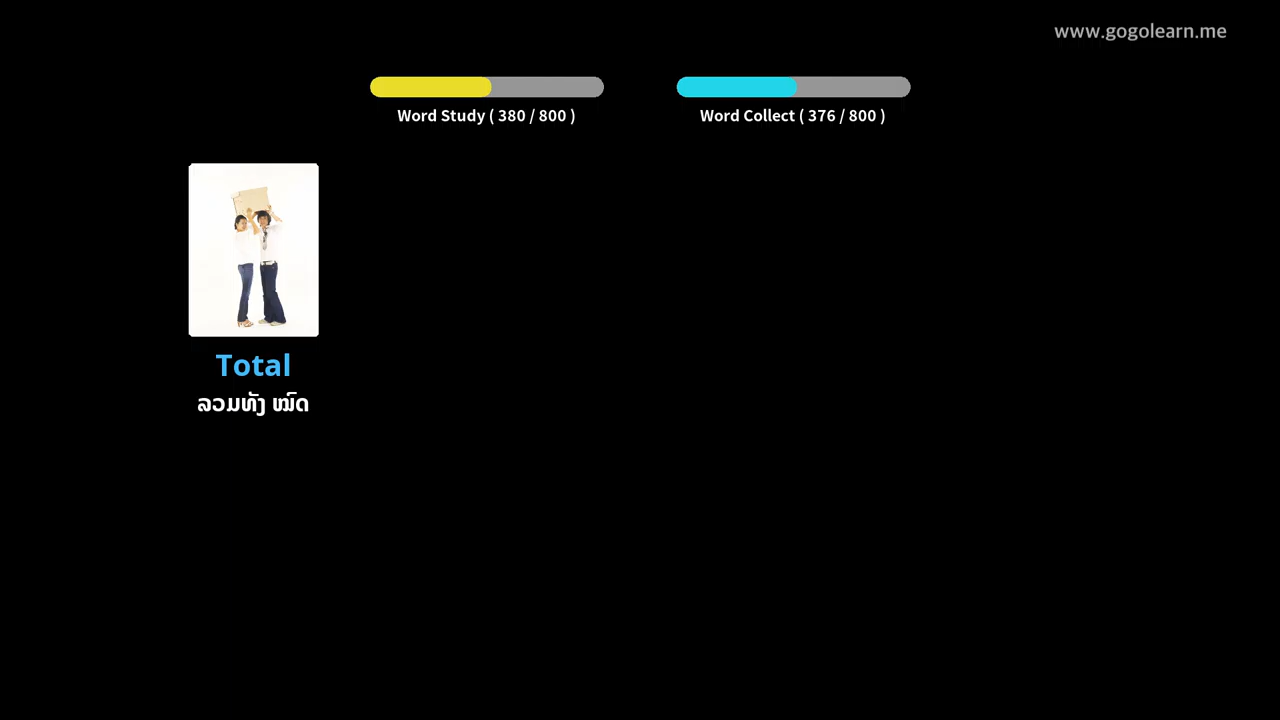 www.gogolearn.me
Word Study ( 380 / 800 )
Word Collect ( 376 / 800 )
Total
ລວມທັງ ໝົດ